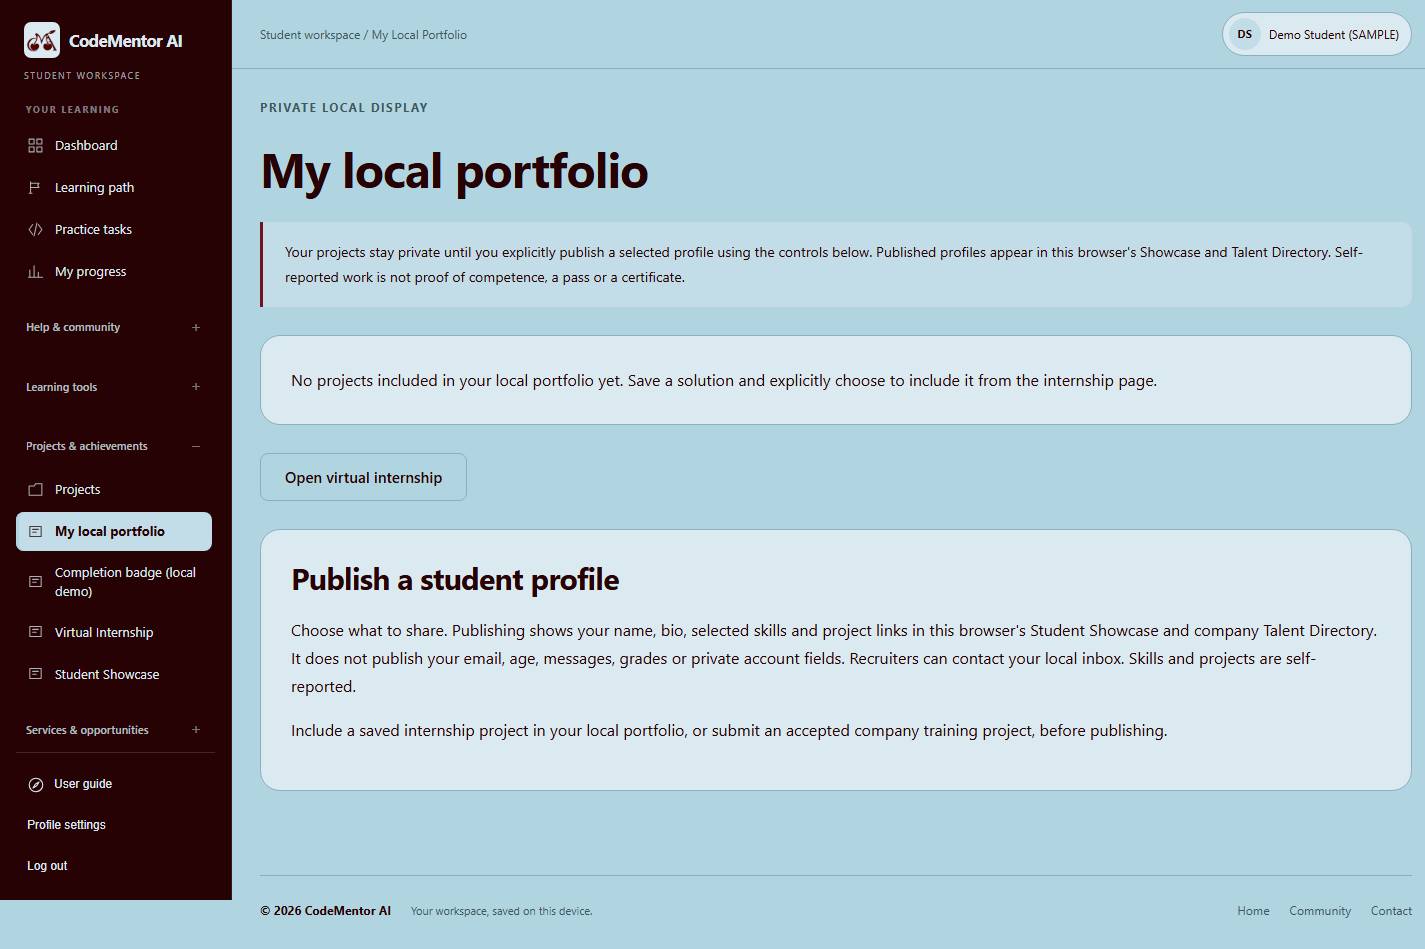 CodeMentor AI
STUDENT WORKSPACE
YOUR LEARNING
Dashboard
Learning path
Practice tasks
My progress
Help & community +
Learning tools +
Projects & achievements –
Projects
My local portfolio
Completion badge (local
demo)
Virtual Internship
Student Showcase
Services & opportunities +
User guide
Profile settings
Log out
Student workspace / My Local Portfolio
DS Demo Student (SAMPLE)
PRIVATE LOCAL DISPLAY
My local portfolio
Your projects stay private until you explicitly publish a selected profile using the controls below. Published profiles appear in this browser's Showcase and Talent Directory. Self-
reported work is not proof of competence, a pass or a certificate.
No projects included in your local portfolio yet. Save a solution and explicitly choose to include it from the internship page.
Open virtual internship
Publish a student profile
Choose what to share. Publishing shows your name, bio, selected skills and project links in this browser's Student Showcase and company Talent Directory.
It does not publish your email, age, messages, grades or private account fields. Recruiters can contact your local inbox. Skills and projects are self-
reported.
Include a saved internship project in your local portfolio, or submit an accepted company training project, before publishing.
© 2026 CodeMentor AI Your workspace, saved on this device. Home Community Contact